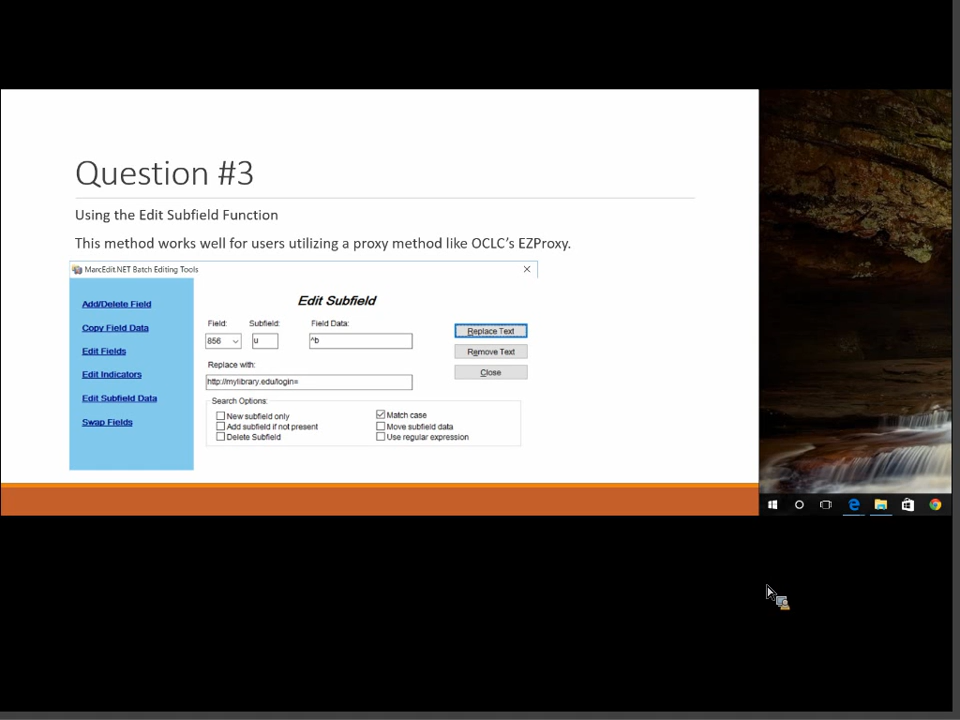 Question #3
Using the Edit Subfield Function
This method works well for users utilizing a proxy method like OCLC's EZProxy.
MarcEdit.NET Batch Editing Tools
Add/Delete Field
Copy Field Data
Edit Fields
Edit Indicators
Edit Subfield Data
Swap Fields
Edit Subfield
Field: Subfield: Field Data:
856 u ^b
Replace with:
http://mylibrary.edu/login=
Replace Text
Remove Text
Close
Search Options:
New subfield only
Add subfield if not present
Delete Subfield
Match case
Move subfield data
Use regular expression